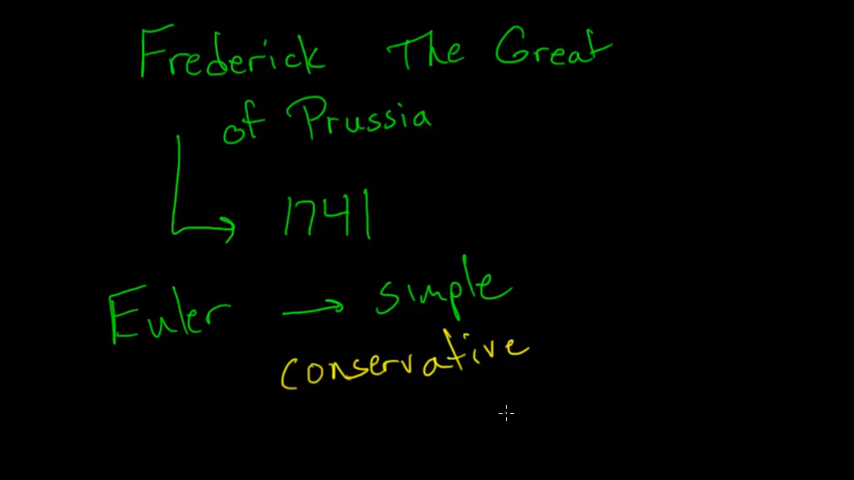 Frederick The Great
of Prussia
1741
Euler → simple
conservative